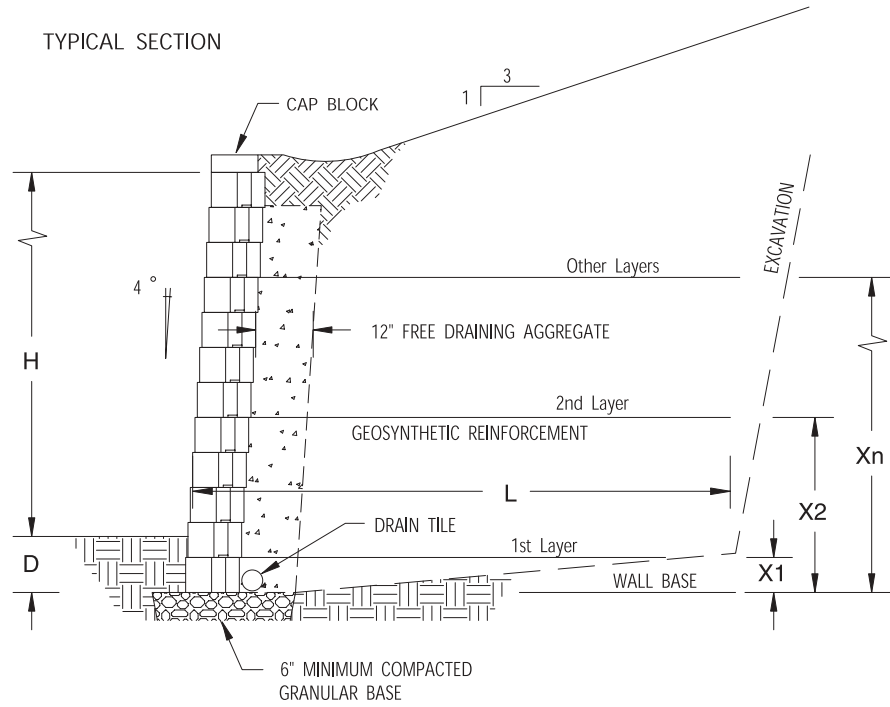 TYPICAL SECTION
3
1
CAP BLOCK
EXCAVATION
Other Layers
4 °
12" FREE DRAINING AGGREGATE
H
2nd Layer
GEOSYNTHETIC REINFORCEMENT
Xn
L
X2
DRAIN TILE
1st Layer
D
X1
WALL BASE
6" MINIMUM COMPACTED
GRANULAR BASE